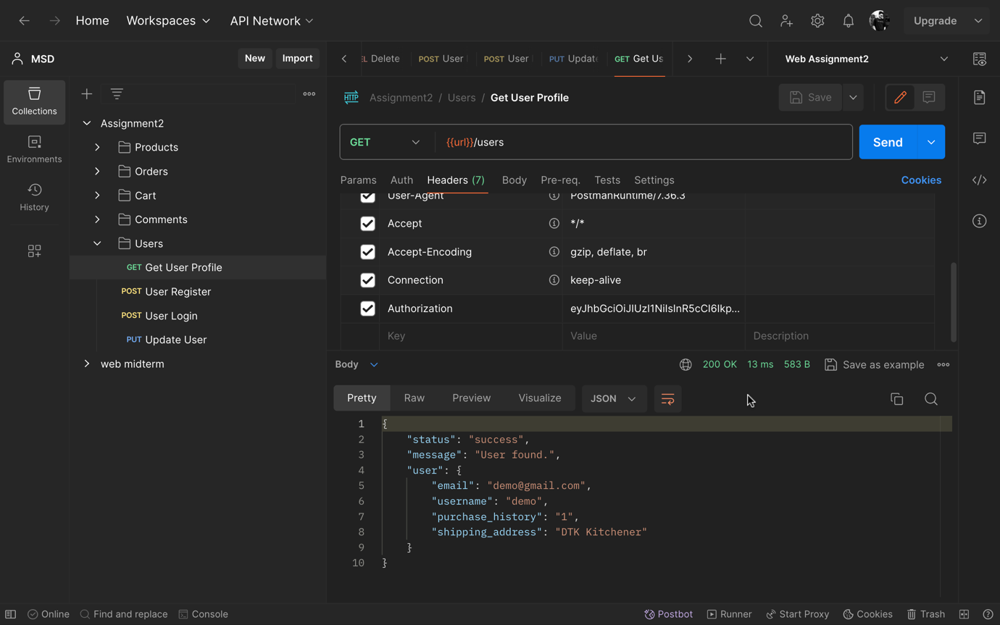 Home Workspaces API Network Upgrade
MSD New Import
Delete POST User POST User PUT Updat GET Get Us Web Assignment2
Collections
Environments
History
Assignment2
Products
Orders
Cart
Comments
Users
GET Get User Profile
POST User Register
POST User Login
PUT Update User
web midterm
HTTP Assignment2 / Users / Get User Profile Save
GET {{url}}/users Send
Params Auth Headers (7) Body Pre-req. Tests Settings Cookies
User-Agent PostmanRuntime/7.36.3
Accept */*
Accept-Encoding gzip, deflate, br
Connection keep-alive
Authorization eyJhbGciOiJIUzI1NiIsInR5cCI6Ikp...
Key Value Description
Body 200 OK 13 ms 583 B Save as example
Pretty Raw Preview Visualize JSON
1 {
2 "status": "success",
3 "message": "User found.",
4 "user": {
5 "email": "demo@gmail.com",
6 "username": "demo",
7 "purchase_history": "1",
8 "shipping_address": "DTK Kitchener"
9 }
10 }
Online Find and replace Console Postbot Runner Start Proxy Cookies Trash